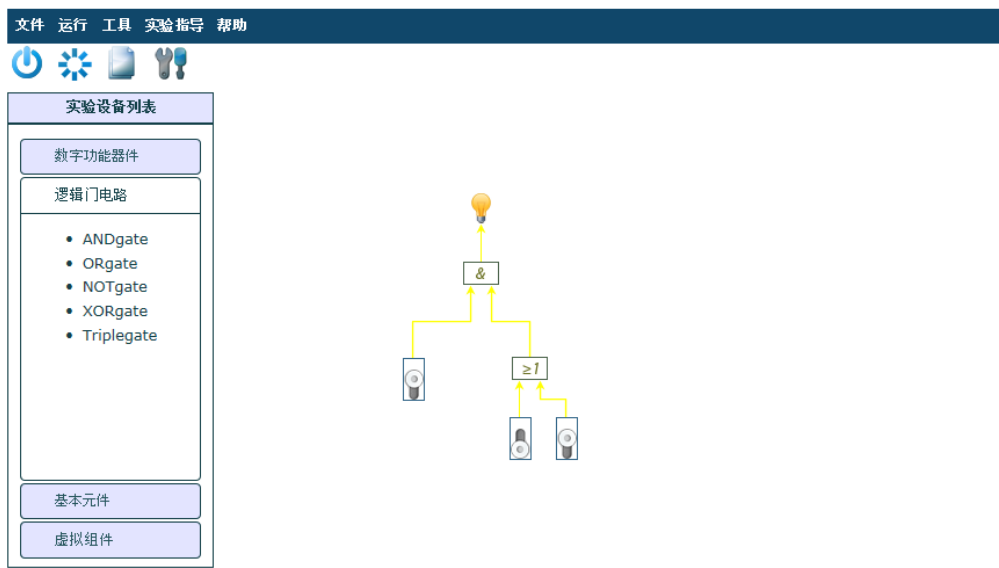 文件 运行 工具 实验指导 帮助
实验设备列表
数字功能器件
逻辑门电路
• ANDgate
• ORgate
• NOTgate
• XORgate
• Triplegate
基本元件
虚拟组件
&
≥1